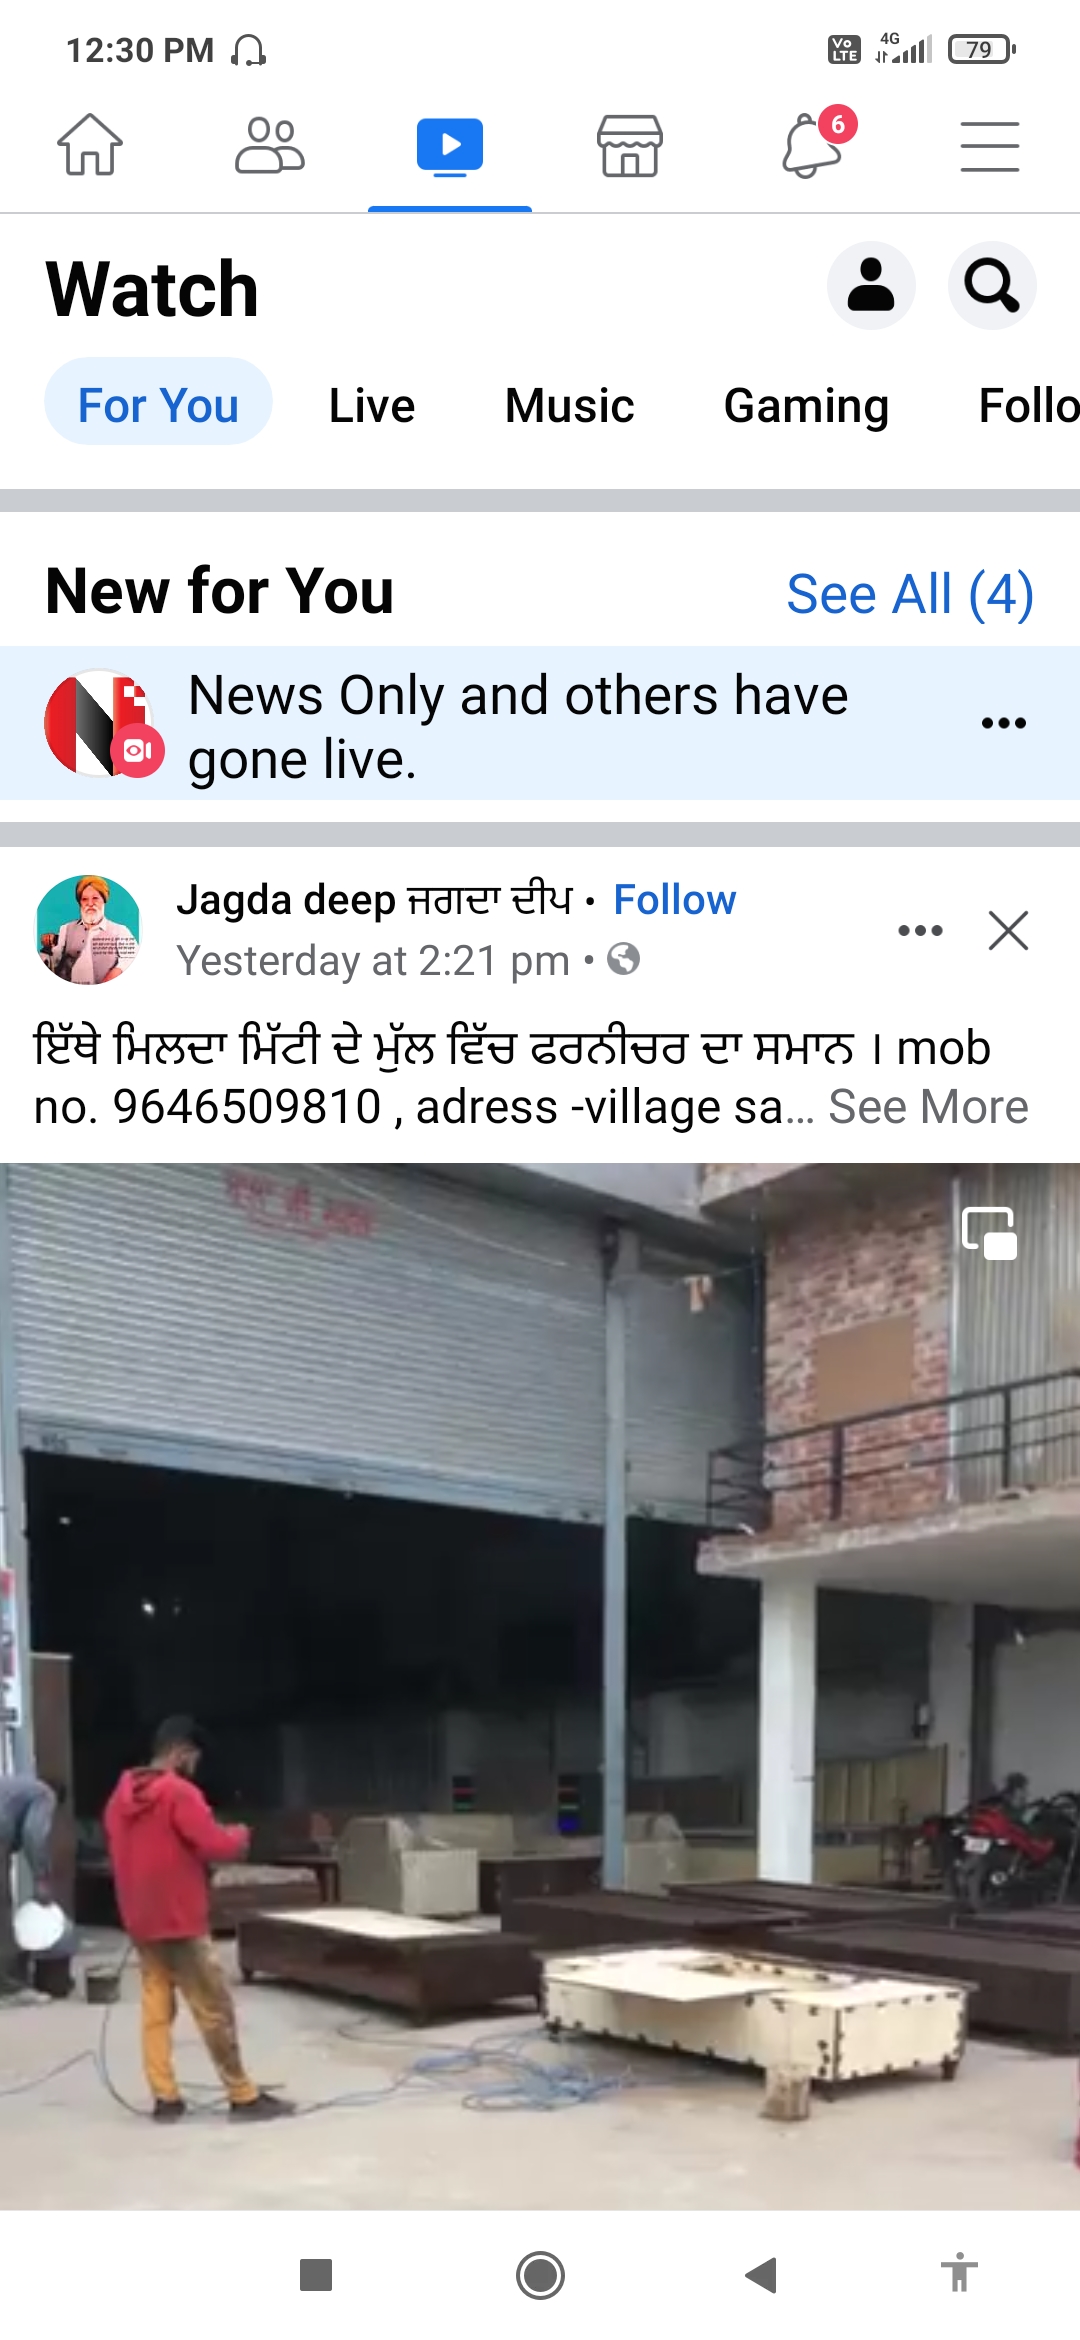 12:30 PM
Vo LTE 4G 79
6
Watch
For You Live Music Gaming Follo
New for You See All (4)
News Only and others have
gone live.
Jagda deep ਜਗਦਾ ਦੀਪ • Follow
Yesterday at 2:21 pm •
ਇੱਥੇ ਮਿਲਦਾ ਮਿੱਟੀ ਦੇ ਮੁੱਲ ਵਿੱਚ ਫਰਨੀਚਰ ਦਾ ਸਮਾਨ । mob
no. 9646509810 , adress -village sa... See More